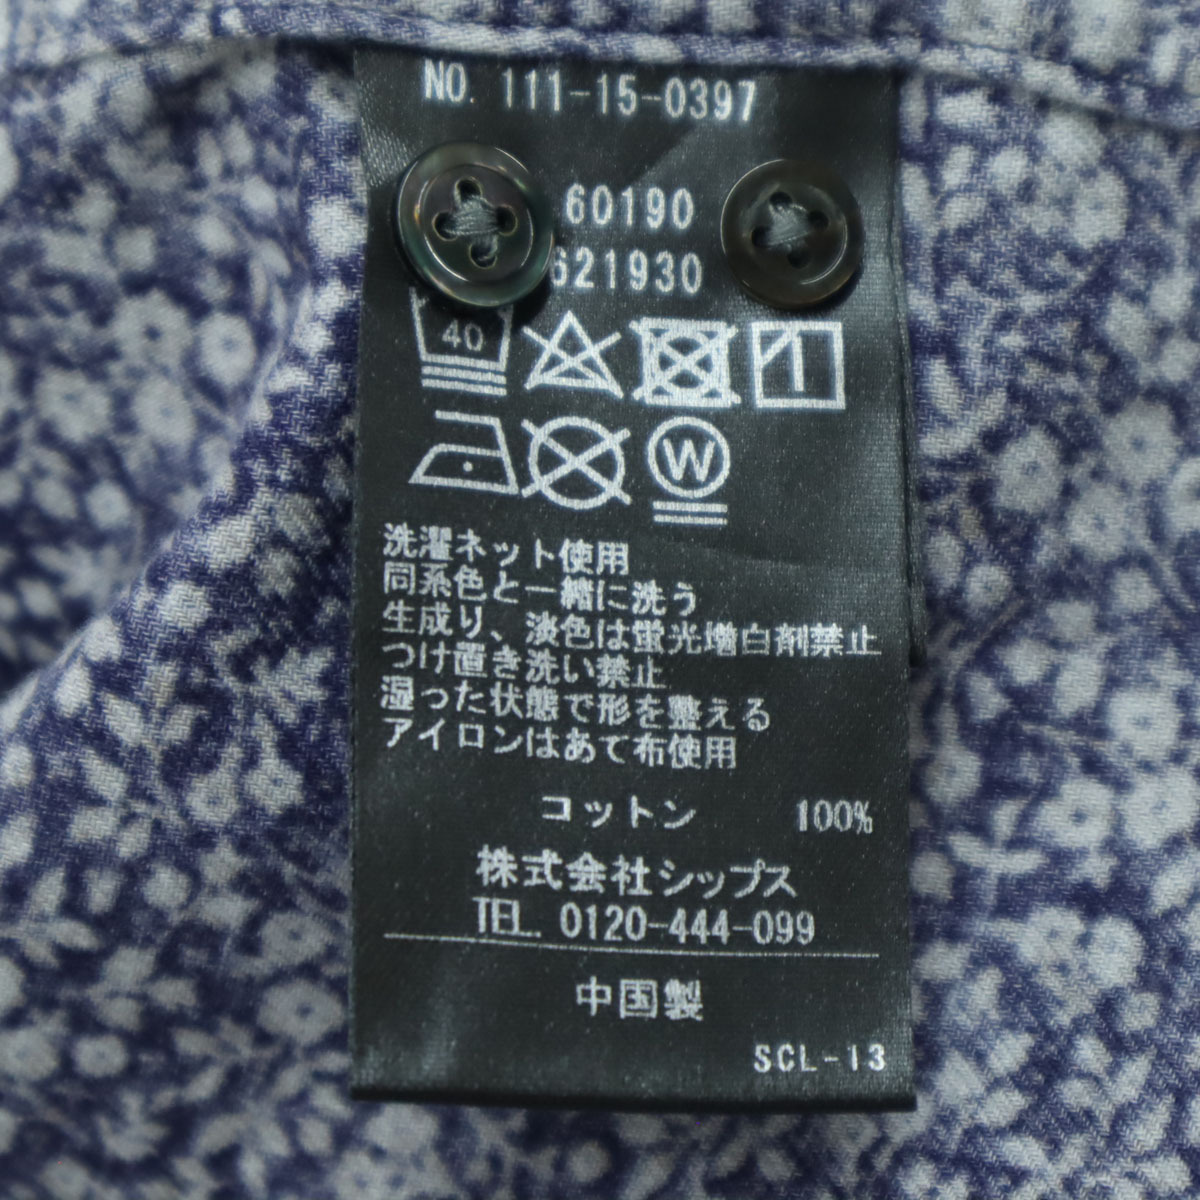 NO. 111-15-0397
60190
621930
40
W
洗濯ネット使用
同系色と一緒に洗う
生成り、淡色は蛍光増白剤禁止
つけ置き洗い禁止
湿った状態で形を整える
アイロンはあて布使用
コットン 100%
株式会社シップス
TEL. 0120-444-099
中国製
SCL-13